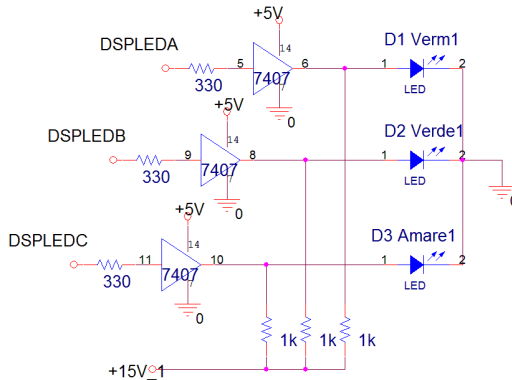 +5V
DSPLEDA
D1 Verm1
14
5
7407
6
1
2
330
7
LED
0
+5V
DSPLEDB
D2 Verde1
14
9
7407
8
1
2
330
7
LED
0
0
+5V
DSPLEDC
D3 Amare1
14
11
7407
10
1
2
330
7
LED
0
1k
1k
1k
+15V_1